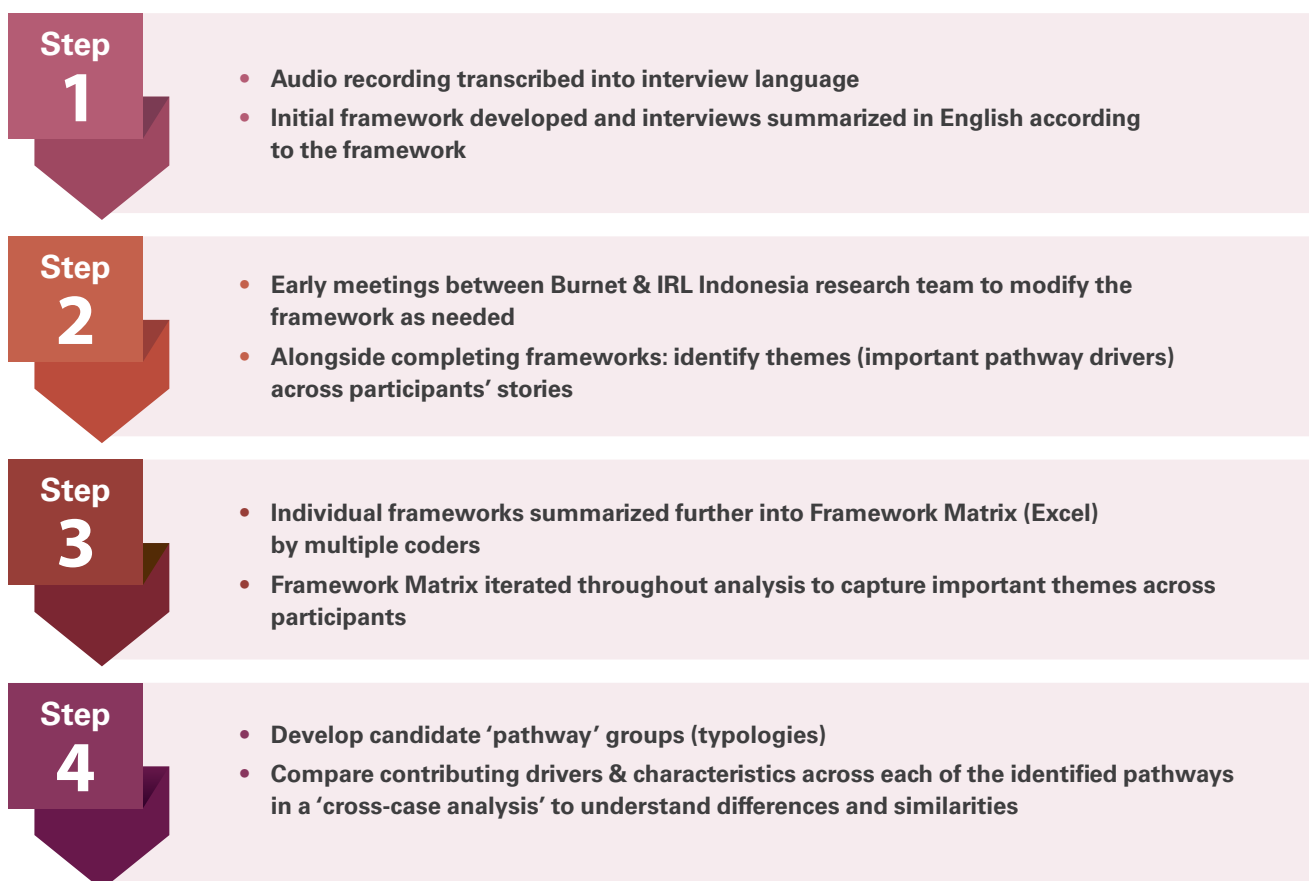 Step
1
• Audio recording transcribed into interview language
• Initial framework developed and interviews summarized in English according
to the framework
Step
2
• Early meetings between Burnet & IRL Indonesia research team to modify the
framework as needed
• Alongside completing frameworks: identify themes (important pathway drivers)
across participants’ stories
Step
3
• Individual frameworks summarized further into Framework Matrix (Excel)
by multiple coders
• Framework Matrix iterated throughout analysis to capture important themes across
participants
Step
4
• Develop candidate ‘pathway’ groups (typologies)
• Compare contributing drivers & characteristics across each of the identified pathways
in a ‘cross-case analysis’ to understand differences and similarities